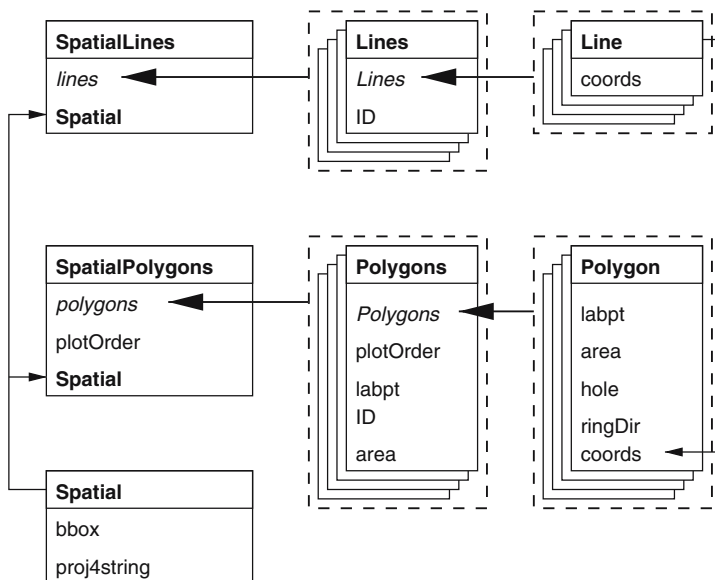 SpatialLines
lines
Spatial
Lines
Lines
ID
Line
coords
SpatialPolygons
polygons
plotOrder
Spatial
Polygons
Polygons
plotOrder
labpt
ID
area
Polygon
labpt
area
hole
ringDir
coords
Spatial
bbox
proj4string